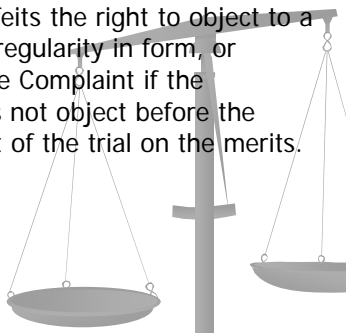 feits the right to object to a
regularity in form, or
e Complaint if the
s not object before the
t of the trial on the merits.